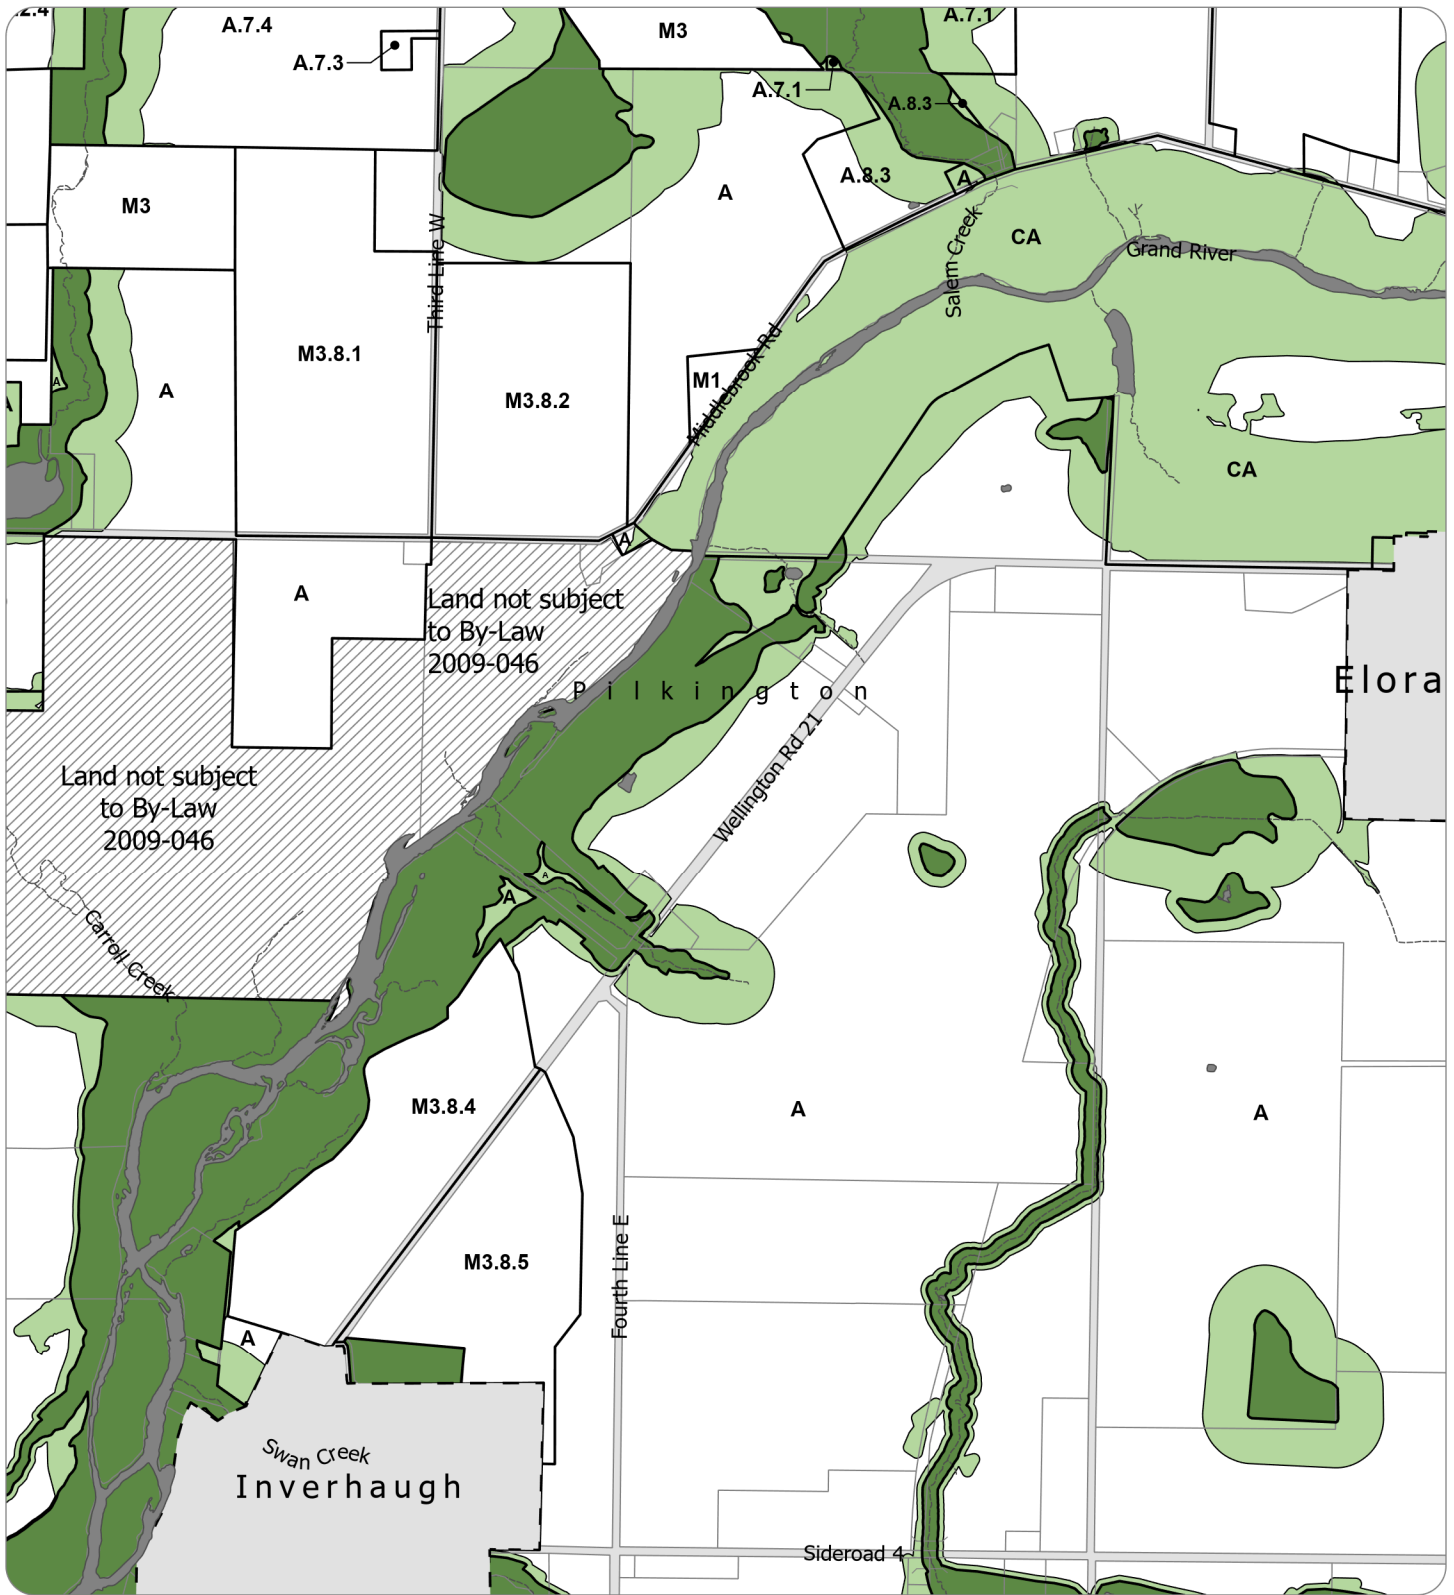 .2.4
A.7.4
M3
A.7.1
A.7.3
A.7.1
A.8.3
A.8.3
A
A
M3
CA
Grand River
Salem Creek
Third Line W
M3.8.1
A
A
A
M3.8.2
M1
Middlebrook Rd
CA
A
A
Land not subject
to By-Law
2009-046
Pilkington
Elora
Wellington Rd 21
Land not subject
to By-Law
2009-046
A
A
Carroll Creek
M3.8.4
A
A
M3.8.5
Fourth Line E
A
Swan Creek
Inverhaugh
Sideroad 4